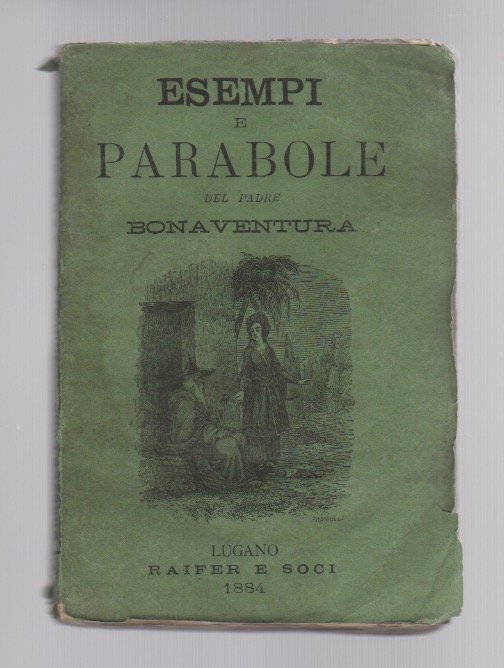 ESEMPI
E
PARABOLE
DEL PADRE
BONAVENTURA
LUGANO
RAIFER E SOCI
1884